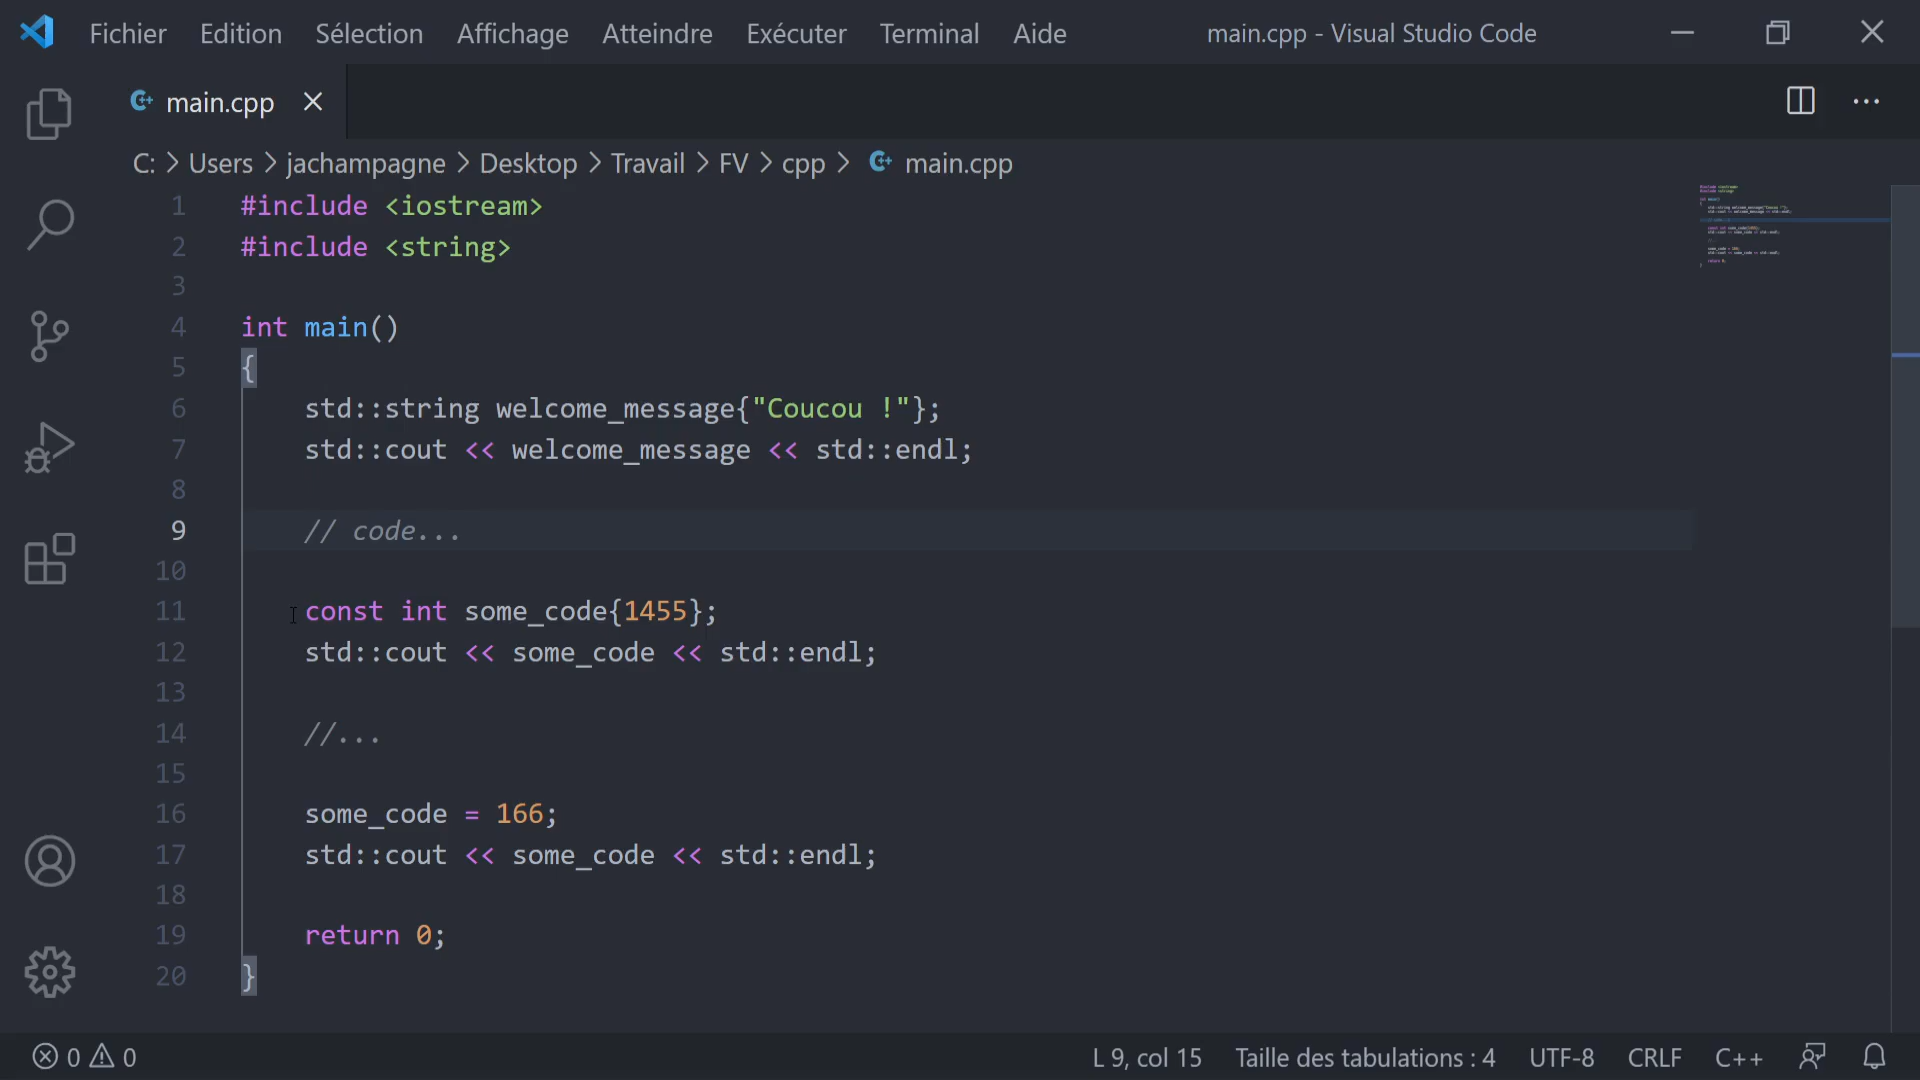 Fichier Edition Sélection Affichage Atteindre Exécuter Terminal Aide main.cpp - Visual Studio Code
main.cpp
C: > Users > jachampagne > Desktop > Travail > FV > cpp > main.cpp
1 #include <iostream>
2 #include <string>
3
4 int main()
5 {
6 std::string welcome_message{"Coucou !"};
7 std::cout << welcome_message << std::endl;
8
9 // code...
10
11 const int some_code{1455};
12 std::cout << some_code << std::endl;
13
14 //...
15
16 some_code = 166;
17 std::cout << some_code << std::endl;
18
19 return 0;
20 }
0 0 L 9, col 15 Taille des tabulations : 4 UTF-8 CRLF C++